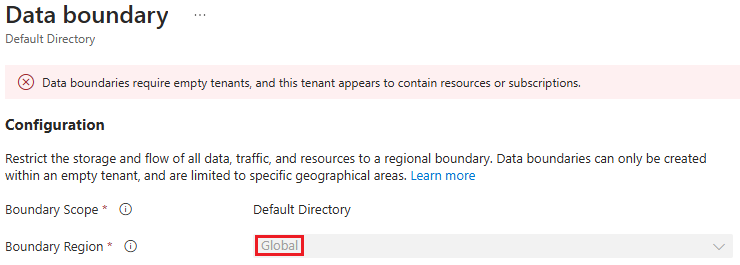 Data boundary ...
Default Directory
Data boundaries require empty tenants, and this tenant appears to contain resources or subscriptions.
Configuration
Restrict the storage and flow of all data, traffic, and resources to a regional boundary. Data boundaries can only be created
within an empty tenant, and are limited to specific geographical areas. Learn more
Boundary Scope * Default Directory
Boundary Region * Global